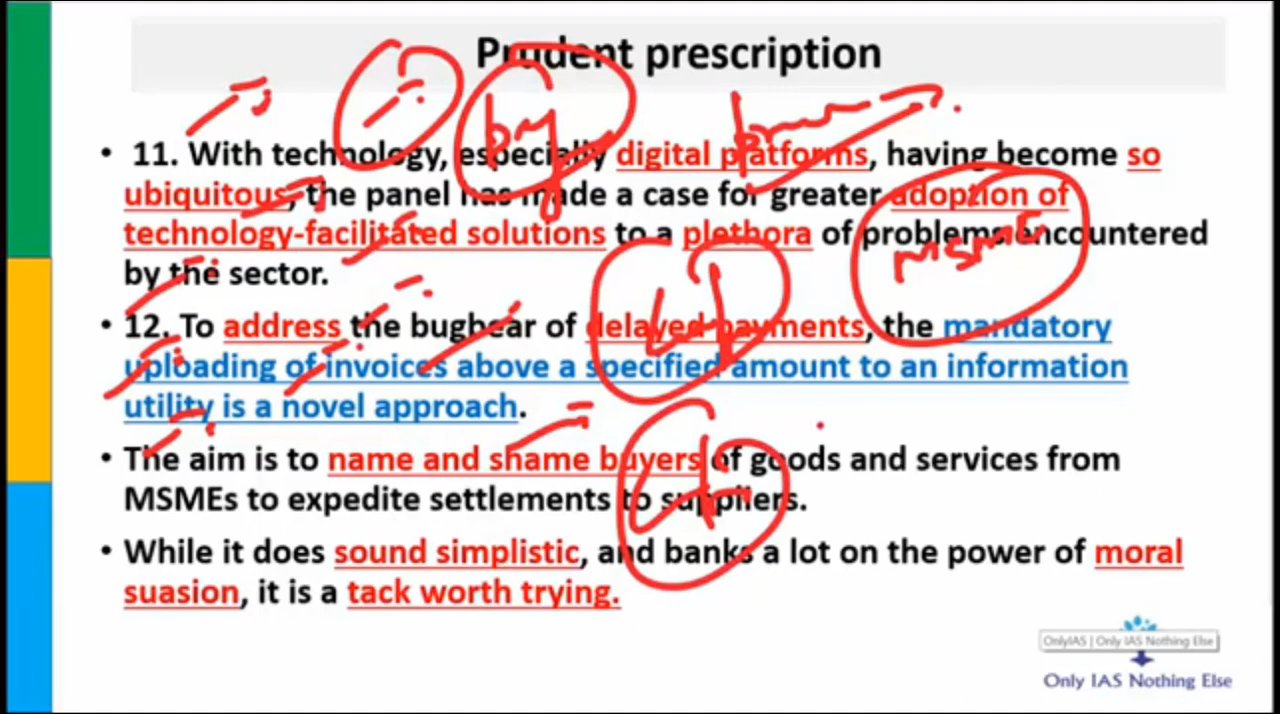 Prudent prescription
• 11. With technology, especially digital platforms, having become so
ubiquitous, the panel has made a case for greater adoption of
technology-facilitated solutions to a plethora of problems encountered
by the sector.
• 12. To address the bugbear of delayed payments, the mandatory
uploading of invoices above a specified amount to an information
utility is a novel approach.
• The aim is to name and shame buyers of goods and services from
MSMEs to expedite settlements to suppliers.
• While it does sound simplistic, and banks a lot on the power of moral
suasion, it is a tack worth trying.
by
MSME
OnlyIAS | Only IAS Nothing Else
Only IAS Nothing Else